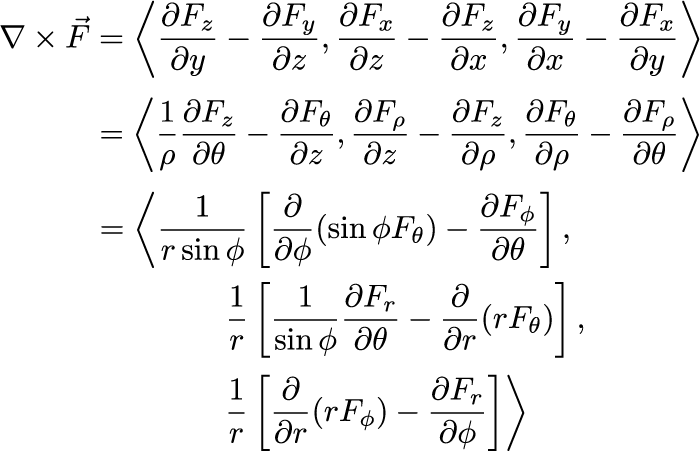 ∇ × F⃗ = ⟨ ∂F_z/∂y − ∂F_y/∂z, ∂F_x/∂z − ∂F_z/∂x, ∂F_y/∂x − ∂F_x/∂y ⟩
= ⟨ 1/ρ ∂F_z/∂θ − ∂F_θ/∂z, ∂F_ρ/∂z − ∂F_z/∂ρ, ∂F_θ/∂ρ − ∂F_ρ/∂θ ⟩
= ⟨ 1/(r sin ϕ) [ ∂/∂ϕ (sin ϕF_θ) − ∂F_ϕ/∂θ ],
1/r [ 1/(sin ϕ) ∂F_r/∂θ − ∂/∂r (rF_θ) ],
1/r [ ∂/∂r (rF_ϕ) − ∂F_r/∂ϕ ] ⟩